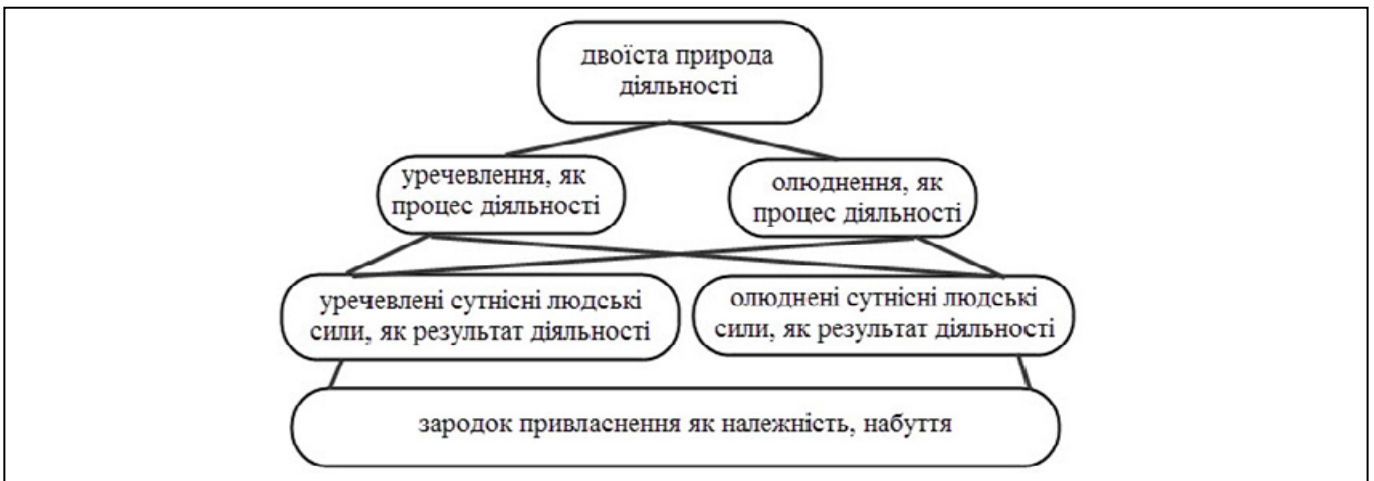 двоїста природа
діяльності
уречевлення, як
процес діяльності
олюднення, як
процес діяльності
уречевлені сутнісні людські
сили, як результат діяльності
олюднені сутнісні людські
сили, як результат діяльності
зародок привласнення як належність, набуття